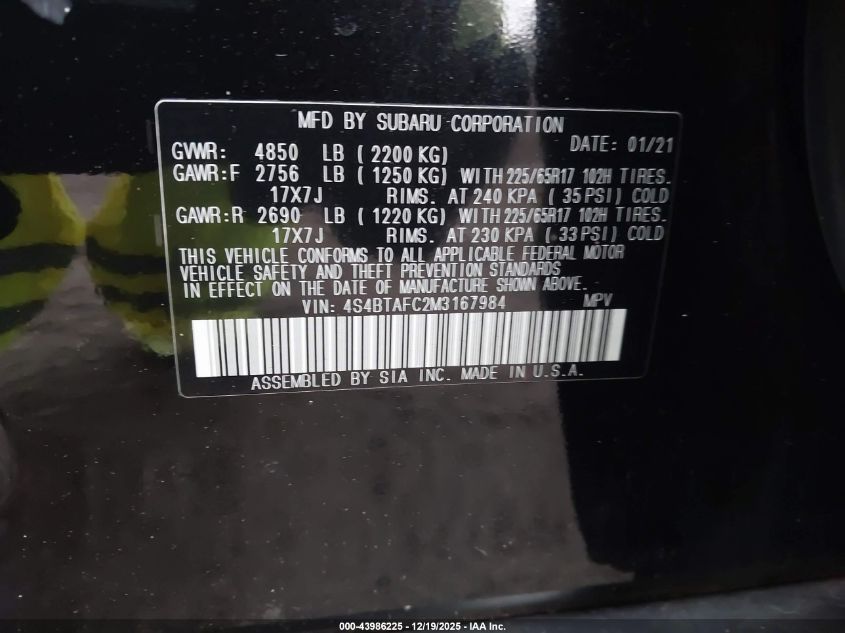 MFD BY SUBARU CORPORATION
DATE: 01/21
GVWR: 4850 LB (2200 KG)
GAWR:F 2756 LB (1250 KG) WITH 225/65R17 102H TIRES.
17X7J RIMS. AT 240 KPA (35 PSI) COLD
GAWR:R 2690 LB (1220 KG) WITH 225/65R17 102H TIRES.
17X7J RIMS. AT 230 KPA (33 PSI) COLD
THIS VEHICLE CONFORMS TO ALL APPLICABLE FEDERAL MOTOR
VEHICLE SAFETY AND THEFT PREVENTION STANDARDS
IN EFFECT ON THE DATE OF MANUFACTURE SHOWN ABOVE.
VIN: 4S4BTAFC2M3167984 MPV
ASSEMBLED BY SIA INC. MADE IN U.S.A.
000-43986225 - 12/19/2025 - IAA Inc.